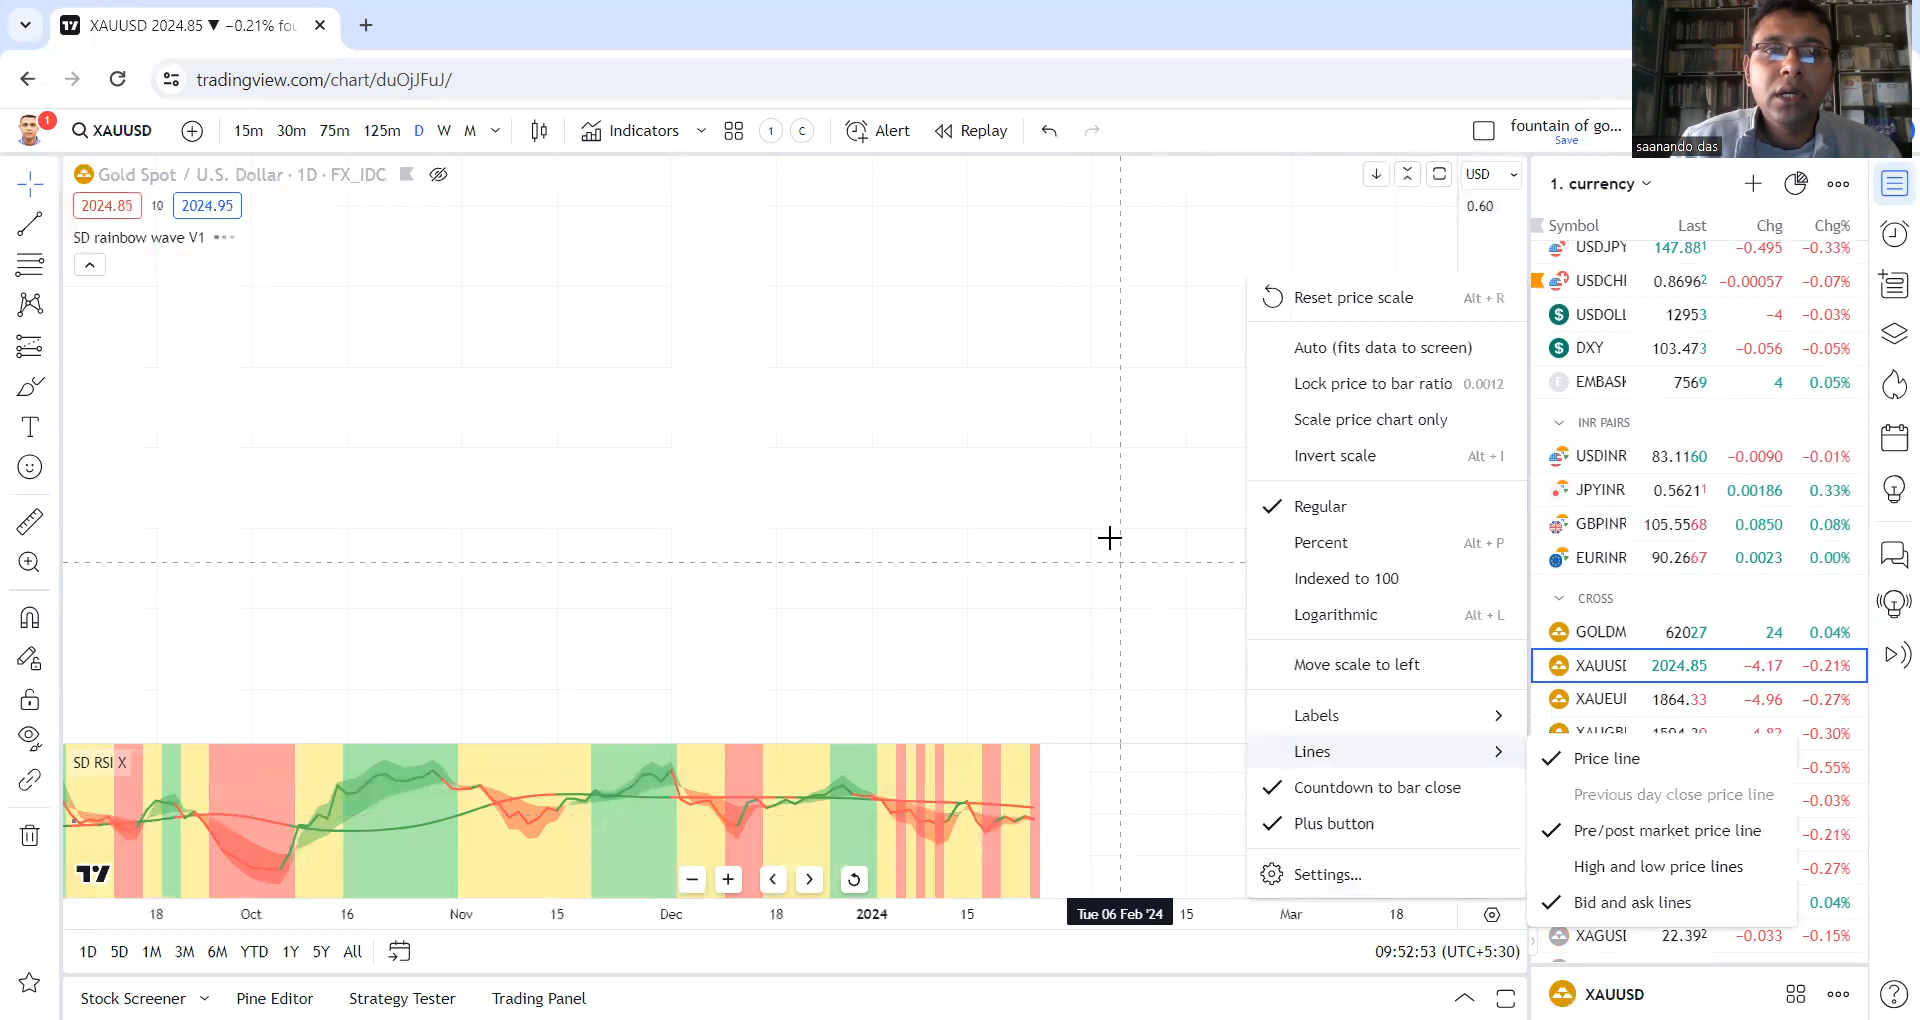 XAUUSD 2024.85 ▼ −0.21% fou
tradingview.com/chart/duOjJFuJ/
1
XAUUSD
15m 30m 75m 125m D W M
Indicators
1 C
Alert
Replay
fountain of go...
Save
saanando das
Gold Spot / U.S. Dollar · 1D · FX_IDC
2024.85 10 2024.95
SD rainbow wave V1
USD
0.60
Reset price scale Alt + R
Auto (fits data to screen)
Lock price to bar ratio 0.0012
Scale price chart only
Invert scale Alt + I
Regular
Percent Alt + P
Indexed to 100
Logarithmic Alt + L
Move scale to left
Labels
Lines
Countdown to bar close
Plus button
Settings...
Price line
Previous day close price line
Pre/post market price line
High and low price lines
Bid and ask lines
1. currency
Symbol Last Chg Chg%
USDJPY 147.881 −0.495 −0.33%
USDCHI 0.86962 −0.00057 −0.07%
USDOLL 12953 −4 −0.03%
DXY 103.473 −0.056 −0.05%
EMBASI 7569 4 0.05%
INR PAIRS
USDINR 83.1160 −0.0090 −0.01%
JPYINR 0.56211 0.00186 0.33%
GBPINR 105.5568 0.0850 0.08%
EURINR 90.2667 0.0023 0.00%
CROSS
GOLDM 62027 24 0.04%
XAUUSI 2024.85 −4.17 −0.21%
XAUEUI 1864.33 −4.96 −0.27%
−0.30%
−0.55%
−0.03%
−0.21%
−0.27%
0.04%
XAGUSI 22.392 −0.033 −0.15%
SD RSI X
18 Oct 16 Nov 15 Dec 18 2024 15 Tue 06 Feb '24 15 Mar 18
1D 5D 1M 3M 6M YTD 1Y 5Y All
09:52:53 (UTC+5:30)
Stock Screener
Pine Editor
Strategy Tester
Trading Panel
XAUUSD